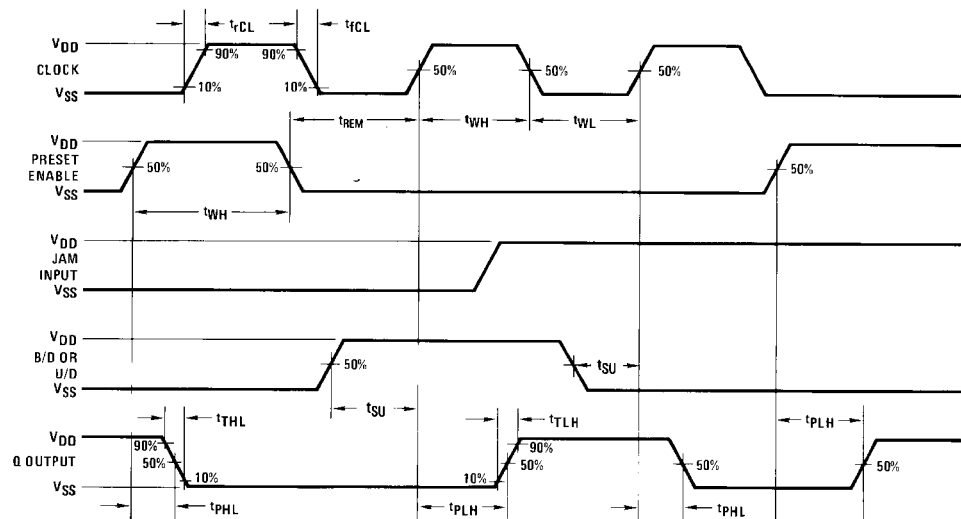 trCL tfCL
VDD
90% 90%
CLOCK 50% 50% 50%
10% 10%
VSS
tREM tWH tWL
VDD
PRESET 50% 50% 50%
ENABLE
VSS
tWH
VDD
JAM
INPUT
VSS
VDD
B/D OR 50% tSU
U/D
VSS
tSU
tTHL tTLH tPLH
VDD
90% 90%
Q OUTPUT 50% 50% 50% 50%
10% 10%
VSS
tPHL tPLH tPHL